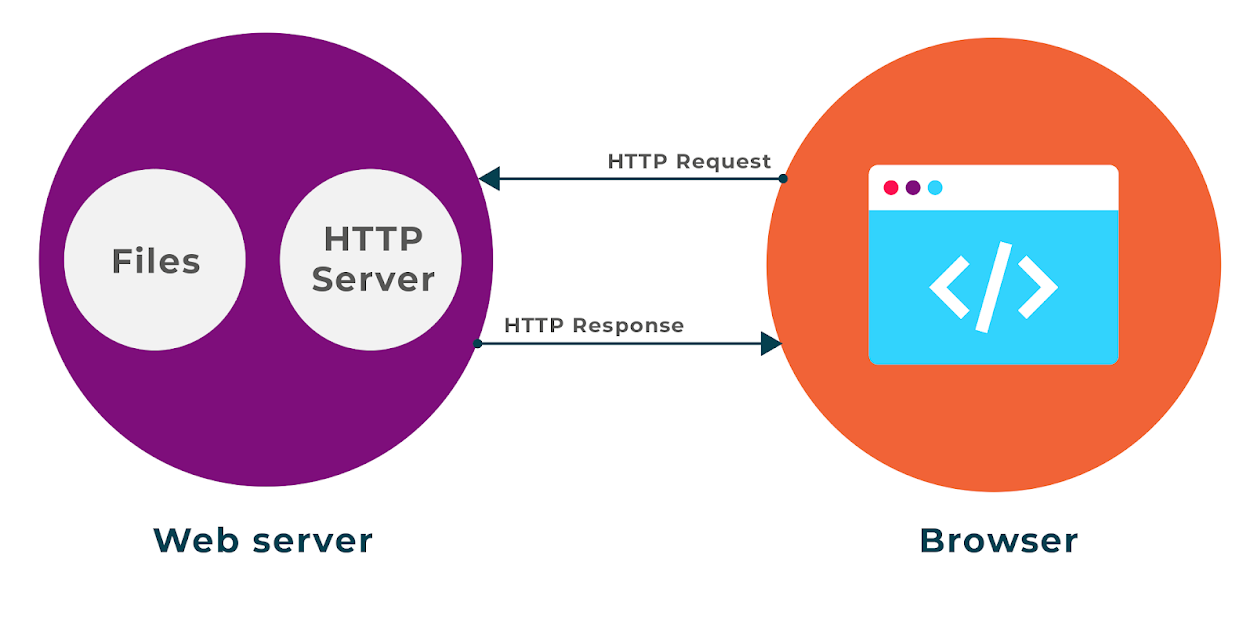 HTTP Request
Files
HTTP
Server
HTTP Response
Web server
Browser